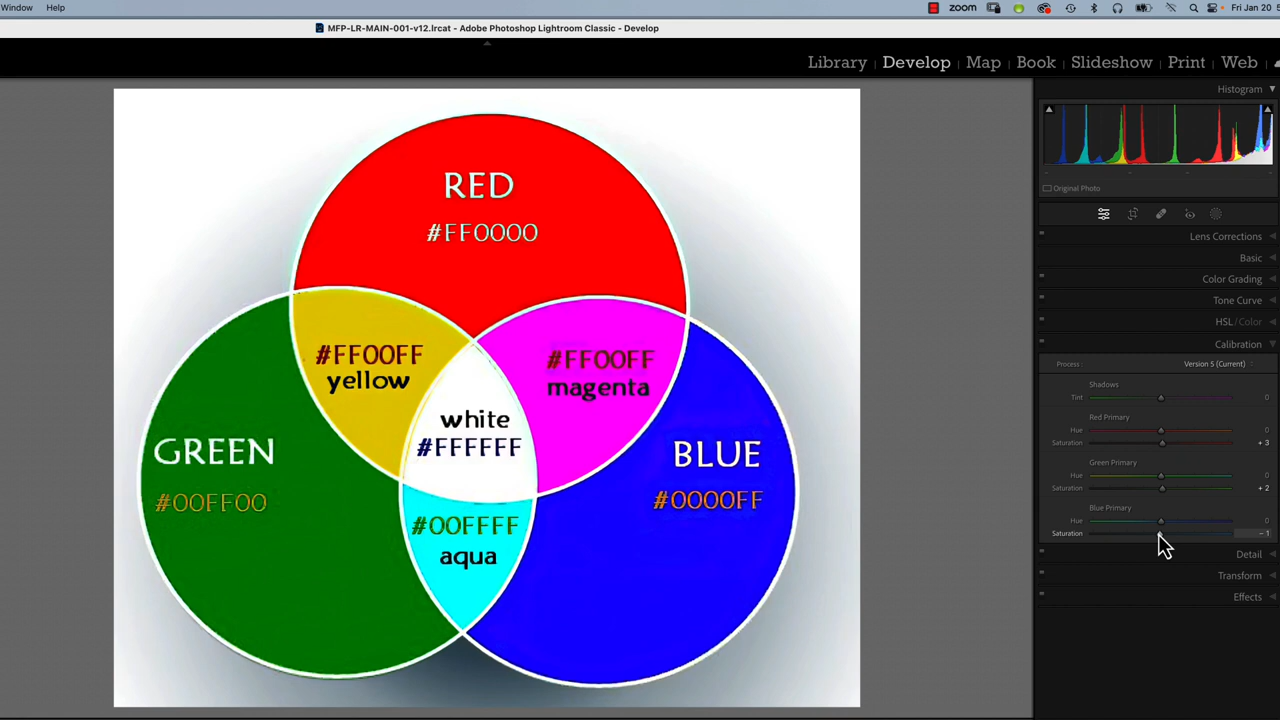 Window Help
zoom
Fri Jan 20
MFP-LR-MAIN-001-v12.lrcat - Adobe Photoshop Lightroom Classic - Develop
Library | Develop | Map | Book | Slideshow | Print | Web
Histogram
Original Photo
Lens Corrections
Basic
Color Grading
Tone Curve
HSL / Color
Calibration
Process : Version 5 (Current)
Shadows
Tint 0
Red Primary
Hue 0
Saturation + 3
Green Primary
Hue 0
Saturation + 2
Blue Primary
Hue 0
Saturation - 1
Detail
Transform
Effects
RED
#FF0000
#FF00FF
yellow
#FF00FF
magenta
white
#FFFFFF
GREEN
#00FF00
BLUE
#0000FF
#00FFFF
aqua